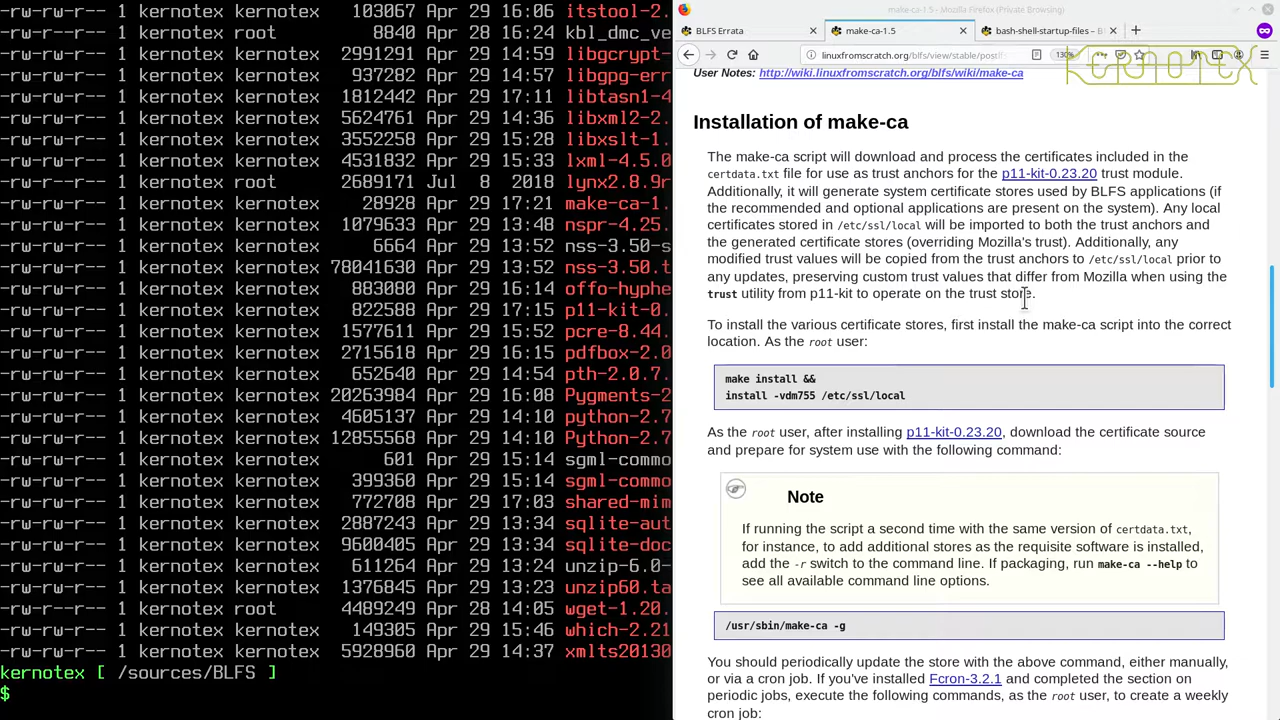 -rw-rw-r-- 1 kernotex kernotex 103067 Apr 29 16:06 itstool-2.
-rw-rw-r-- 1 kernotex root 8840 Apr 28 16:24 kbl_dmc_ve
-rw-rw-r-- 1 kernotex kernotex 2991291 Apr 29 14:59 libgcrypt-
-rw-rw-r-- 1 kernotex kernotex 937282 Apr 29 14:57 libgpg-err
-rw-rw-r-- 1 kernotex kernotex 1812442 Apr 29 17:11 libtasn1-4
-rw-rw-r-- 1 kernotex kernotex 5624761 Apr 29 14:36 libxml2-2.
-rw-rw-r-- 1 kernotex kernotex 3552258 Apr 29 15:28 libxslt-1.
-rw-rw-r-- 1 kernotex kernotex 4531832 Apr 29 15:33 lxml-4.5.0
-rw-rw-r-- 1 kernotex root 2689171 Jul 8 2018 lynx2.8.9r
-rw-rw-r-- 1 kernotex kernotex 28928 Apr 29 17:21 make-ca-1.
-rw-rw-r-- 1 kernotex kernotex 1079633 Apr 29 13:48 nspr-4.25.
-rw-rw-r-- 1 kernotex kernotex 6664 Apr 29 13:52 nss-3.50-s
-rw-rw-r-- 1 kernotex kernotex 78041630 Apr 29 13:52 nss-3.50.t
-rw-rw-r-- 1 kernotex kernotex 883080 Apr 29 16:14 offo-hyphe
-rw-rw-r-- 1 kernotex kernotex 822588 Apr 29 17:11 p11-kit-0.
-rw-rw-r-- 1 kernotex kernotex 1577611 Apr 29 15:45 pcre-8.44.
-rw-rw-r-- 1 kernotex kernotex 2715618 Apr 29 16:15 pdfbox-2.0
-rw-rw-r-- 1 kernotex kernotex 652640 Apr 29 14:54 pth-2.0.7.
-rw-rw-r-- 1 kernotex kernotex 20263984 Apr 29 16:08 Pygments-2
-rw-rw-r-- 1 kernotex kernotex 4605137 Apr 29 14:10 python-2.7
-rw-rw-r-- 1 kernotex kernotex 12855568 Apr 29 14:10 Python-2.7
-rw-rw-r-- 1 kernotex kernotex 601 Apr 29 15:14 sgml-commo
-rw-rw-r-- 1 kernotex kernotex 399360 Apr 29 15:14 sgml-commo
-rw-rw-r-- 1 kernotex kernotex 772708 Apr 29 17:03 shared-mim
-rw-rw-r-- 1 kernotex kernotex 2887243 Apr 29 13:34 sqlite-aut
-rw-rw-r-- 1 kernotex kernotex 9600405 Apr 29 13:34 sqlite-doc
-rw-rw-r-- 1 kernotex kernotex 611264 Apr 29 13:24 unzip-6.0-
-rw-rw-r-- 1 kernotex kernotex 1376845 Apr 29 13:23 unzip60.ta
-rw-rw-r-- 1 kernotex root 4489249 Apr 28 14:05 wget-1.20.
-rw-rw-r-- 1 kernotex kernotex 149305 Apr 29 15:46 which-2.21
-rw-rw-r-- 1 kernotex kernotex 5928960 Apr 29 14:37 xmlts20130
kernotex [ /sources/BLFS ]
$
make-ca-1.5 - Mozilla Firefox (Private Browsing)
BLFS Errata
make-ca-1.5
bash-shell-startup-files – B
linuxfromscratch.org/blfs/view/stable/postlf
130%
KERNOTEX
User Notes: http://wiki.linuxfromscratch.org/blfs/wiki/make-ca
Installation of make-ca
The make-ca script will download and process the certificates included in the
certdata.txt file for use as trust anchors for the p11-kit-0.23.20 trust module.
Additionally, it will generate system certificate stores used by BLFS applications (if
the recommended and optional applications are present on the system). Any local
certificates stored in /etc/ssl/local will be imported to both the trust anchors and
the generated certificate stores (overriding Mozilla's trust). Additionally, any
modified trust values will be copied from the trust anchors to /etc/ssl/local prior to
any updates, preserving custom trust values that differ from Mozilla when using the
trust utility from p11-kit to operate on the trust store.
To install the various certificate stores, first install the make-ca script into the correct
location. As the root user:
make install &&
install -vdm755 /etc/ssl/local
As the root user, after installing p11-kit-0.23.20, download the certificate source
and prepare for system use with the following command:
Note
If running the script a second time with the same version of certdata.txt,
for instance, to add additional stores as the requisite software is installed,
add the -r switch to the command line. If packaging, run make-ca --help to
see all available command line options.
/usr/sbin/make-ca -g
You should periodically update the store with the above command, either manually,
or via a cron job. If you've installed Fcron-3.2.1 and completed the section on
periodic jobs, execute the following commands, as the root user, to create a weekly
cron job: